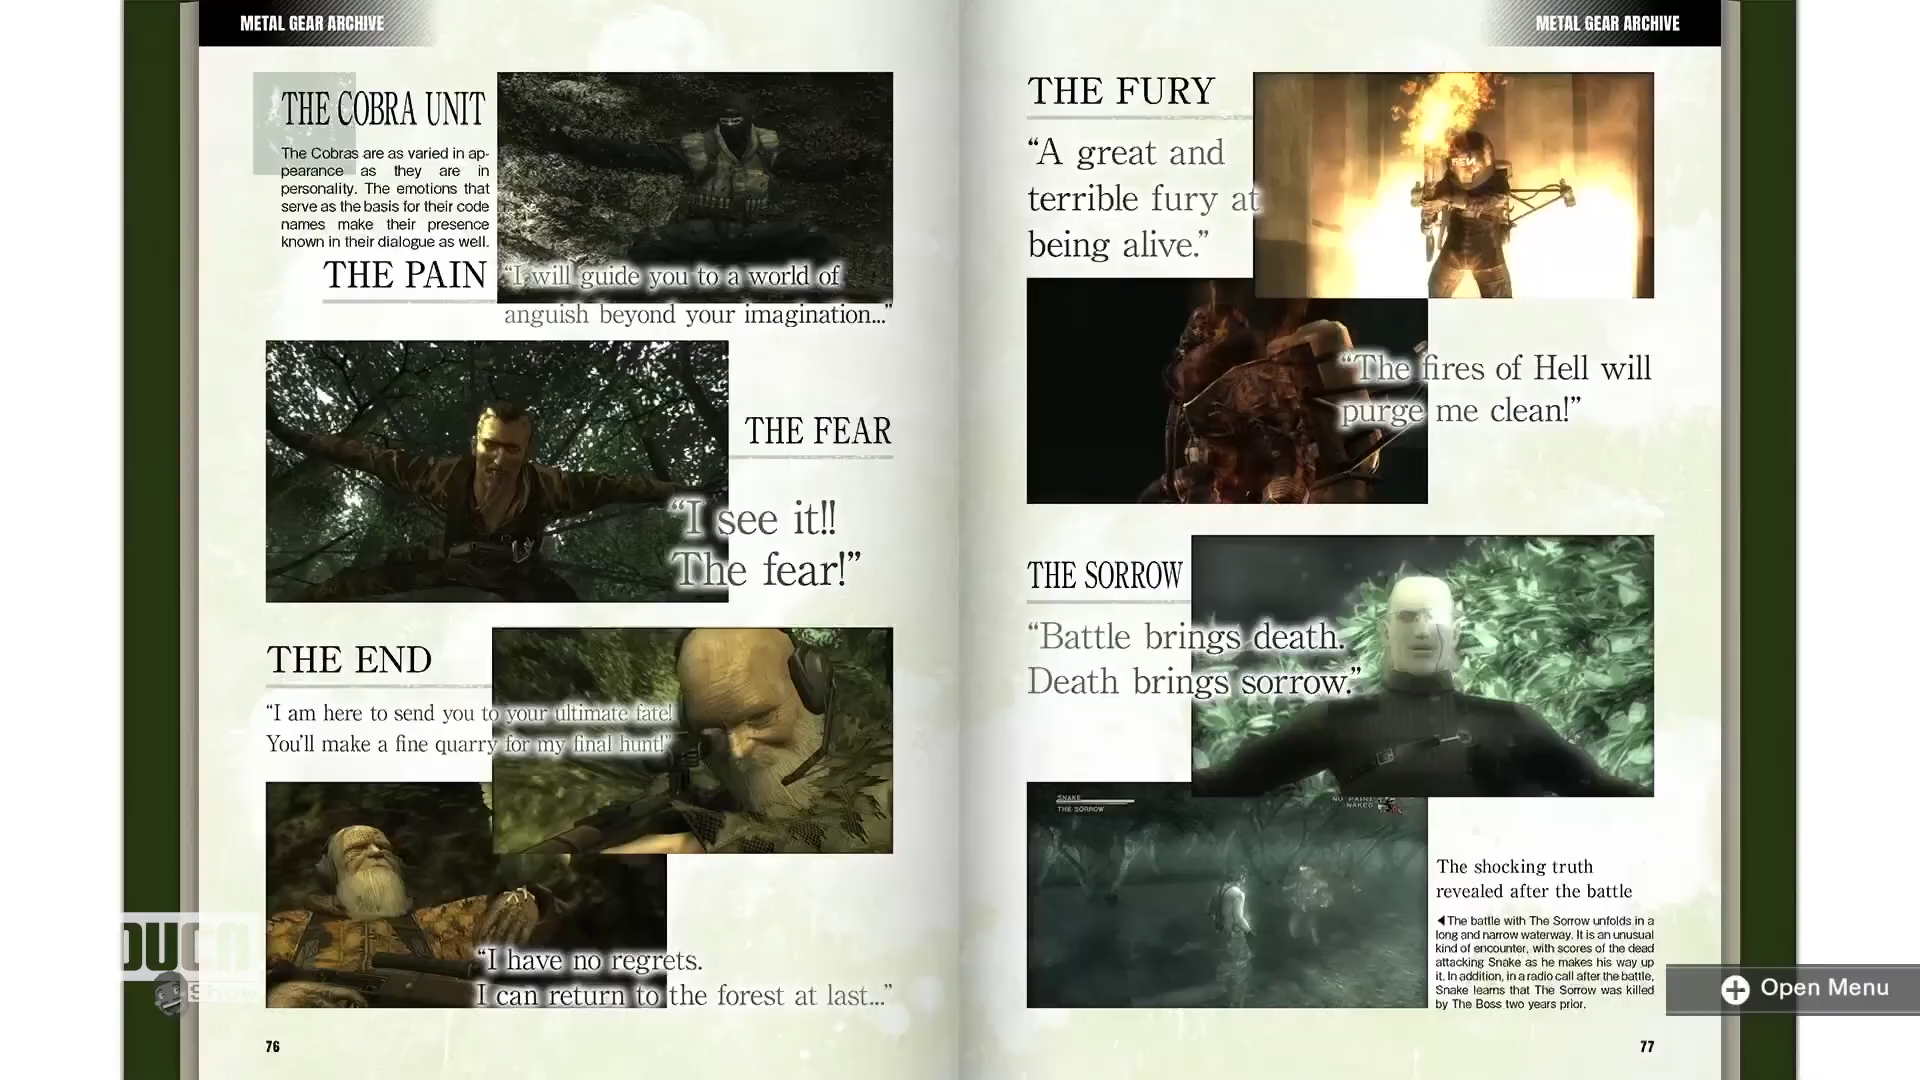 METAL GEAR ARCHIVE
THE COBRA UNIT
The Cobras are as varied in ap-
pearance as they are in
personality. The emotions that
serve as the basis for their code
names make their presence
known in their dialogue as well.
THE PAIN
“I will guide you to a world of
anguish beyond your imagination...”
THE FEAR
“I see it!!
The fear!”
THE END
“I am here to send you to your ultimate fate!
You'll make a fine quarry for my final hunt!”
“I have no regrets.
I can return to the forest at last...”
76
METAL GEAR ARCHIVE
THE FURY
“A great and
terrible fury at
being alive.”
“The fires of Hell will
purge me clean!”
THE SORROW
“Battle brings death.
Death brings sorrow.”
SNAKE
THE SORROW
NO PAINT
NAKED
The shocking truth
revealed after the battle
◀The battle with The Sorrow unfolds in a
long and narrow waterway. It is an unusual
kind of encounter, with scores of the dead
attacking Snake as he makes his way up
it. In addition, in a radio call after the battle,
Snake learns that The Sorrow was killed
by The Boss two years prior.
77
Open Menu